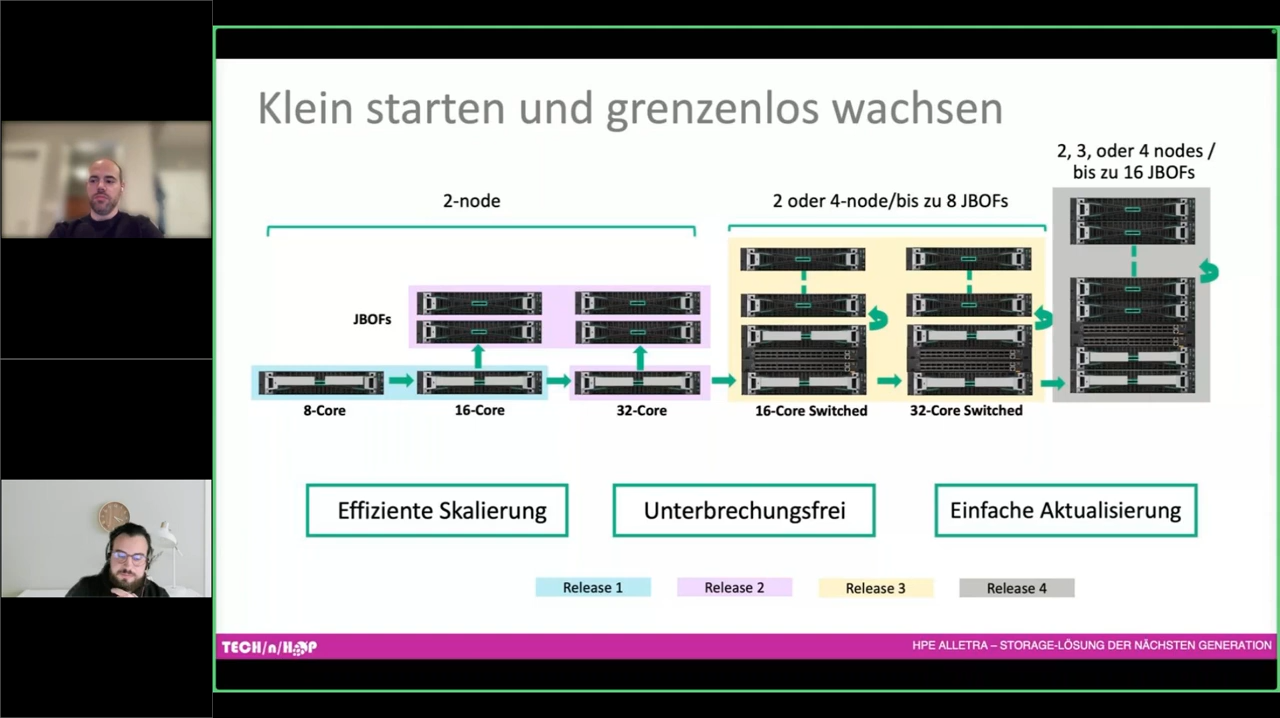 Klein starten und grenzenlos wachsen
2, 3, oder 4 nodes /
bis zu 16 JBOFs
2-node
2 oder 4-node/bis zu 8 JBOFs
JBOFs
8-Core
16-Core
32-Core
16-Core Switched
32-Core Switched
Effiziente Skalierung
Unterbrechungsfrei
Einfache Aktualisierung
Release 1
Release 2
Release 3
Release 4
TECH/n/HOP
HPE ALLETRA – STORAGE-LÖSUNG DER NÄCHSTEN GENERATION